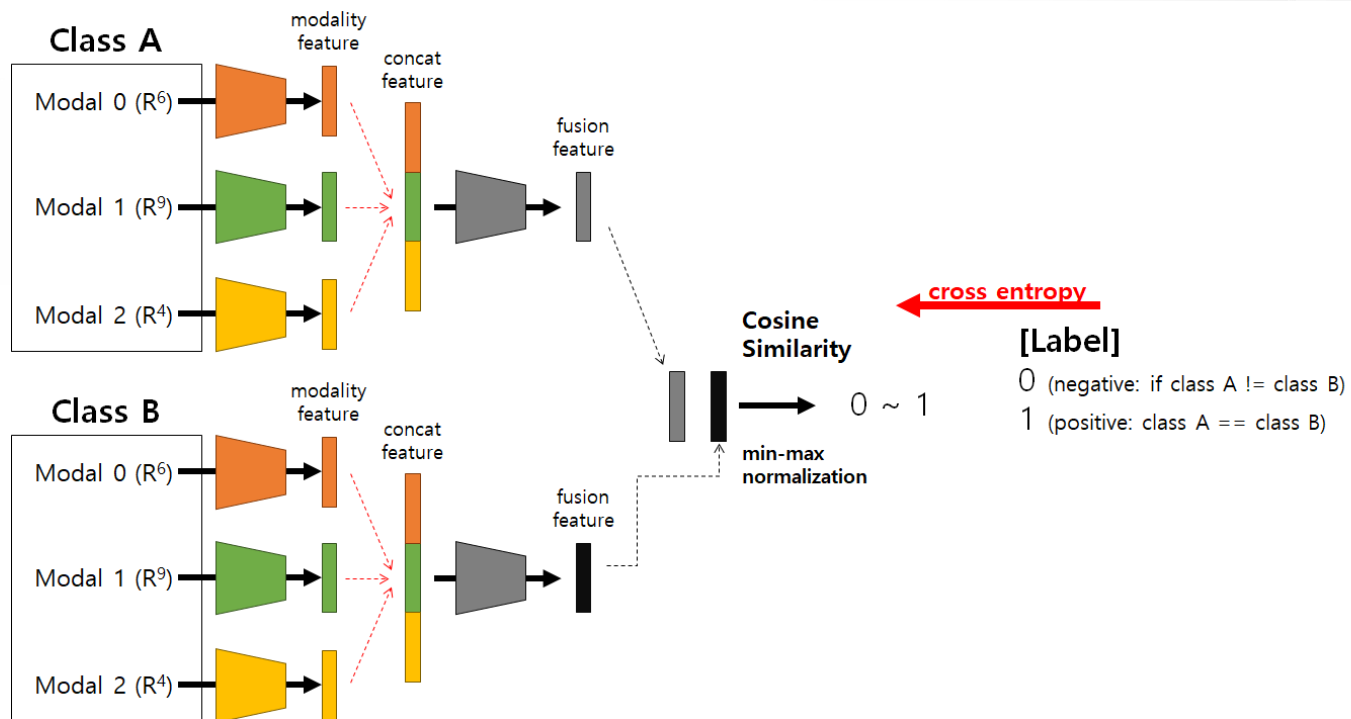 Class A
modality
feature
concat
feature
Modal 0 (R⁶)
fusion
feature
Modal 1 (R⁹)
Modal 2 (R⁴)
cross entropy
Cosine
Similarity
[Label]
0 (negative: if class A != class B)
1 (positive: class A == class B)
0 ~ 1
min-max
normalization
Class B
modality
feature
concat
feature
Modal 0 (R⁶)
fusion
feature
Modal 1 (R⁹)
Modal 2 (R⁴)